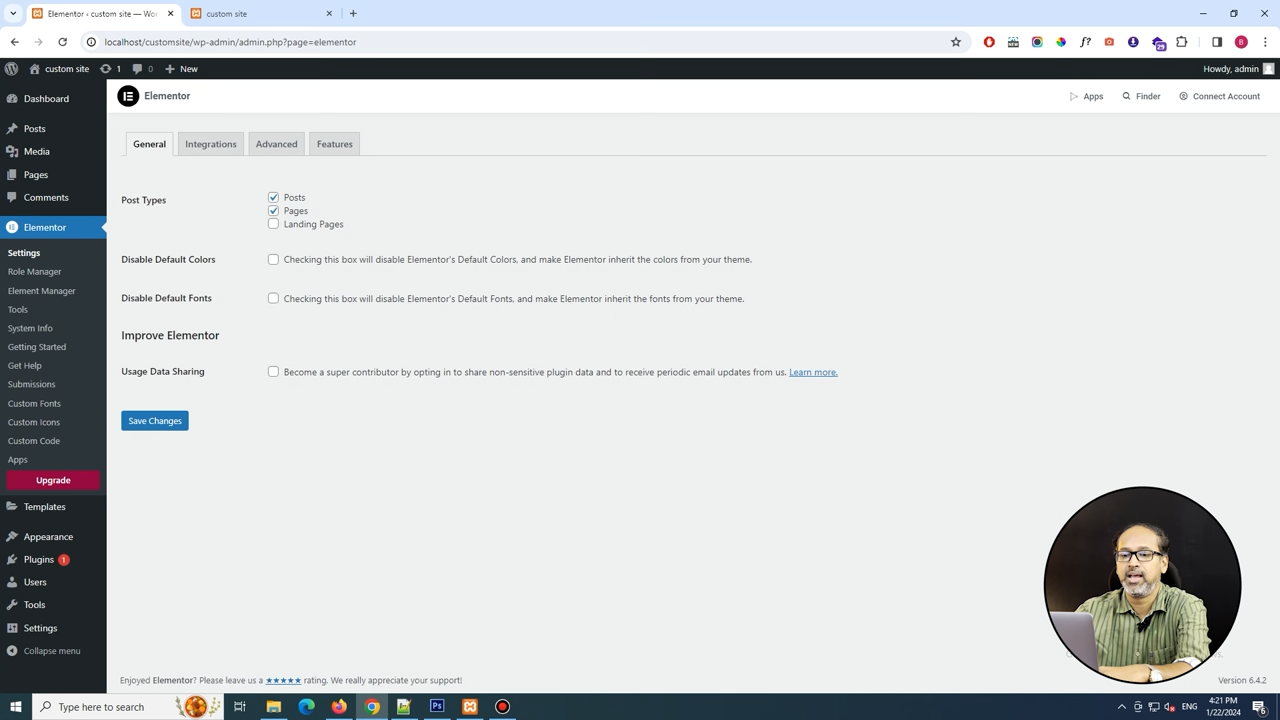 Elementor ‹ custom site — Wo
custom site
localhost/customsite/wp-admin/admin.php?page=elementor
29
B
custom site
1
0
New
Howdy, admin
Dashboard
Posts
Media
Pages
Comments
Elementor
Settings
Role Manager
Element Manager
Tools
System Info
Getting Started
Get Help
Submissions
Custom Fonts
Custom Icons
Custom Code
Apps
Upgrade
Templates
Appearance
Plugins 1
Users
Tools
Settings
Collapse menu
Elementor
Apps
Finder
Connect Account
General
Integrations
Advanced
Features
Post Types
Posts
Pages
Landing Pages
Disable Default Colors
Checking this box will disable Elementor's Default Colors, and make Elementor inherit the colors from your theme.
Disable Default Fonts
Checking this box will disable Elementor's Default Fonts, and make Elementor inherit the fonts from your theme.
Improve Elementor
Usage Data Sharing
Become a super contributor by opting in to share non-sensitive plugin data and to receive periodic email updates from us. Learn more.
Save Changes
Enjoyed Elementor? Please leave us a ★★★★★ rating. We really appreciate your support!
Version 6.4.2
Type here to search
Ps
ENG
4:21 PM
1/22/2024
6